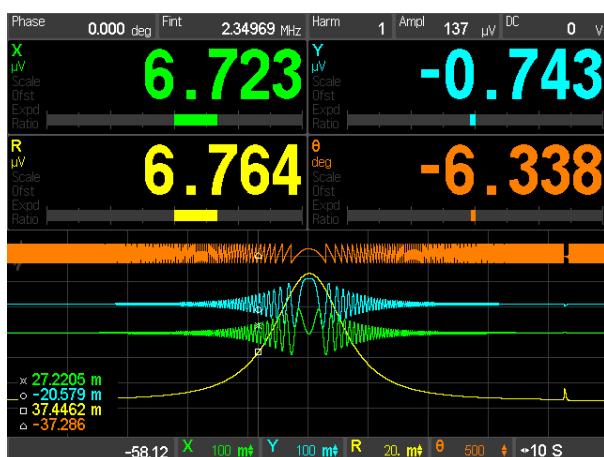 Phase 0.000 deg Fint 2.34969 MHz Harm 1 Ampl 137 µV DC 0 V
X
µV
Scale
Ofst
Expd
Ratio
6.723
Y
µV
Scale
Ofst
Expd
Ratio
-0.743
R
µV
Scale
Ofst
Expd
Ratio
6.764
θ
deg
Scale
Ofst
Expd
Ratio
-6.338
27.2205 m
-20.579 m
37.4462 m
-37.286
-58.12 X 100 m Y 100 m R 20. m θ 500 10 S